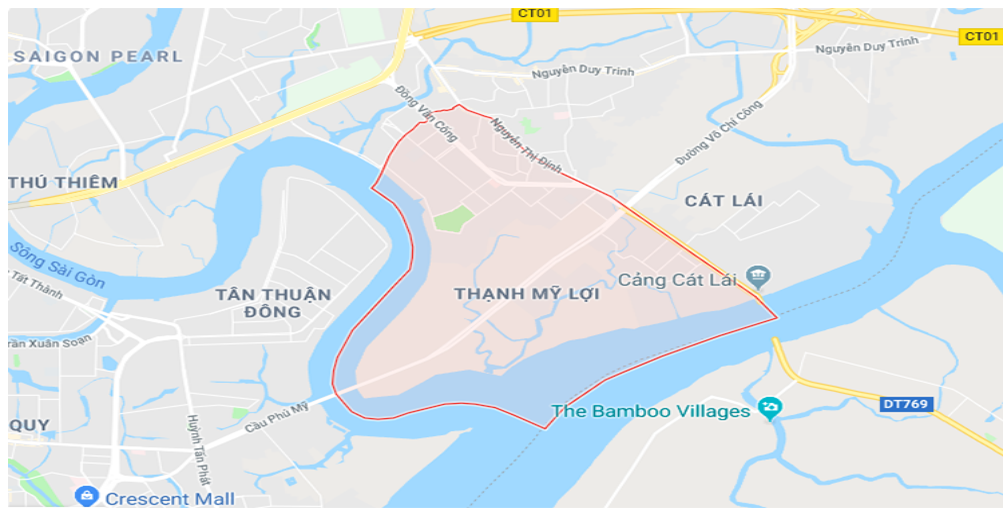 CT01
CT01
SAIGON PEARL
Nguyễn Duy Trinh
Nguyễn Duy Trinh
Đồng Văn Cống
Nguyễn Thị Định
Đường Võ Chí Công
THỦ THIÊM
CÁT LÁI
Sông Sài Gòn
Tất Thành
Cảng Cát Lái
TÂN THUẬN
ĐÔNG
THẠNH MỸ LỢI
Trần Xuân Soạn
Cầu Phú Mỹ
The Bamboo Villages
DT769
QUY
Huỳnh Tấn Phát
Crescent Mall